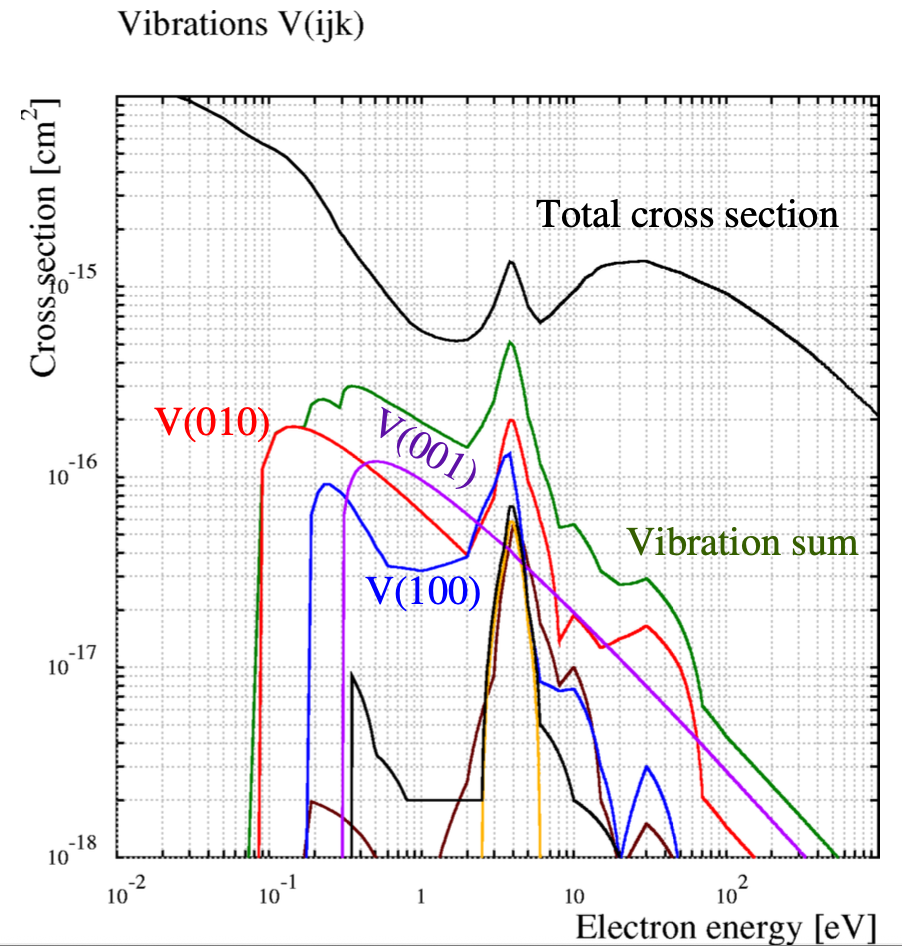 Vibrations V(ijk)
Cross section [cm²]
Total cross section
10⁻¹⁵
V(010)
V(001)
10⁻¹⁶
Vibration sum
V(100)
10⁻¹⁷
10⁻¹⁸
10⁻² 10⁻¹ 1 10 10²
Electron energy [eV]